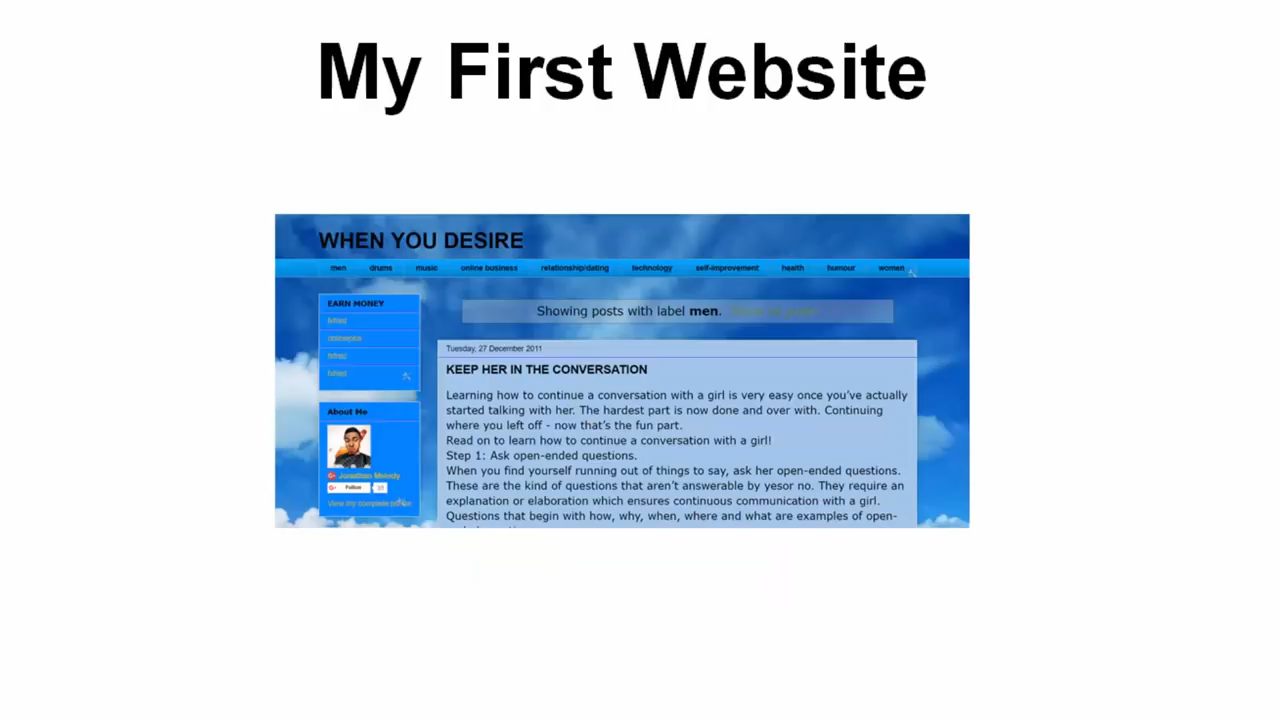 My First Website
WHEN YOU DESIRE
men drums music online business relationship/dating technology self-improvement health humour women
EARN MONEY
Showing posts with label men.
Tuesday, 27 December 2011
KEEP HER IN THE CONVERSATION
Learning how to continue a conversation with a girl is very easy once you've actually
started talking with her. The hardest part is now done and over with. Continuing
where you left off - now that's the fun part.
Read on to learn how to continue a conversation with a girl!
Step 1: Ask open-ended questions.
When you find yourself running out of things to say, ask her open-ended questions.
These are the kind of questions that aren't answerable by yesor no. They require an
explanation or elaboration which ensures continuous communication with a girl.
Questions that begin with how, why, when, where and what are examples of open-
About Me
Follow
View my complete